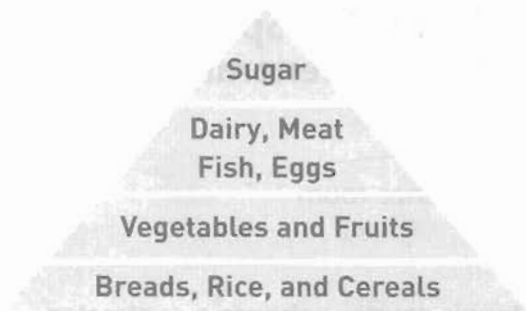 Sugar
Dairy, Meat
Fish, Eggs
Vegetables and Fruits
Breads, Rice, and Cereals